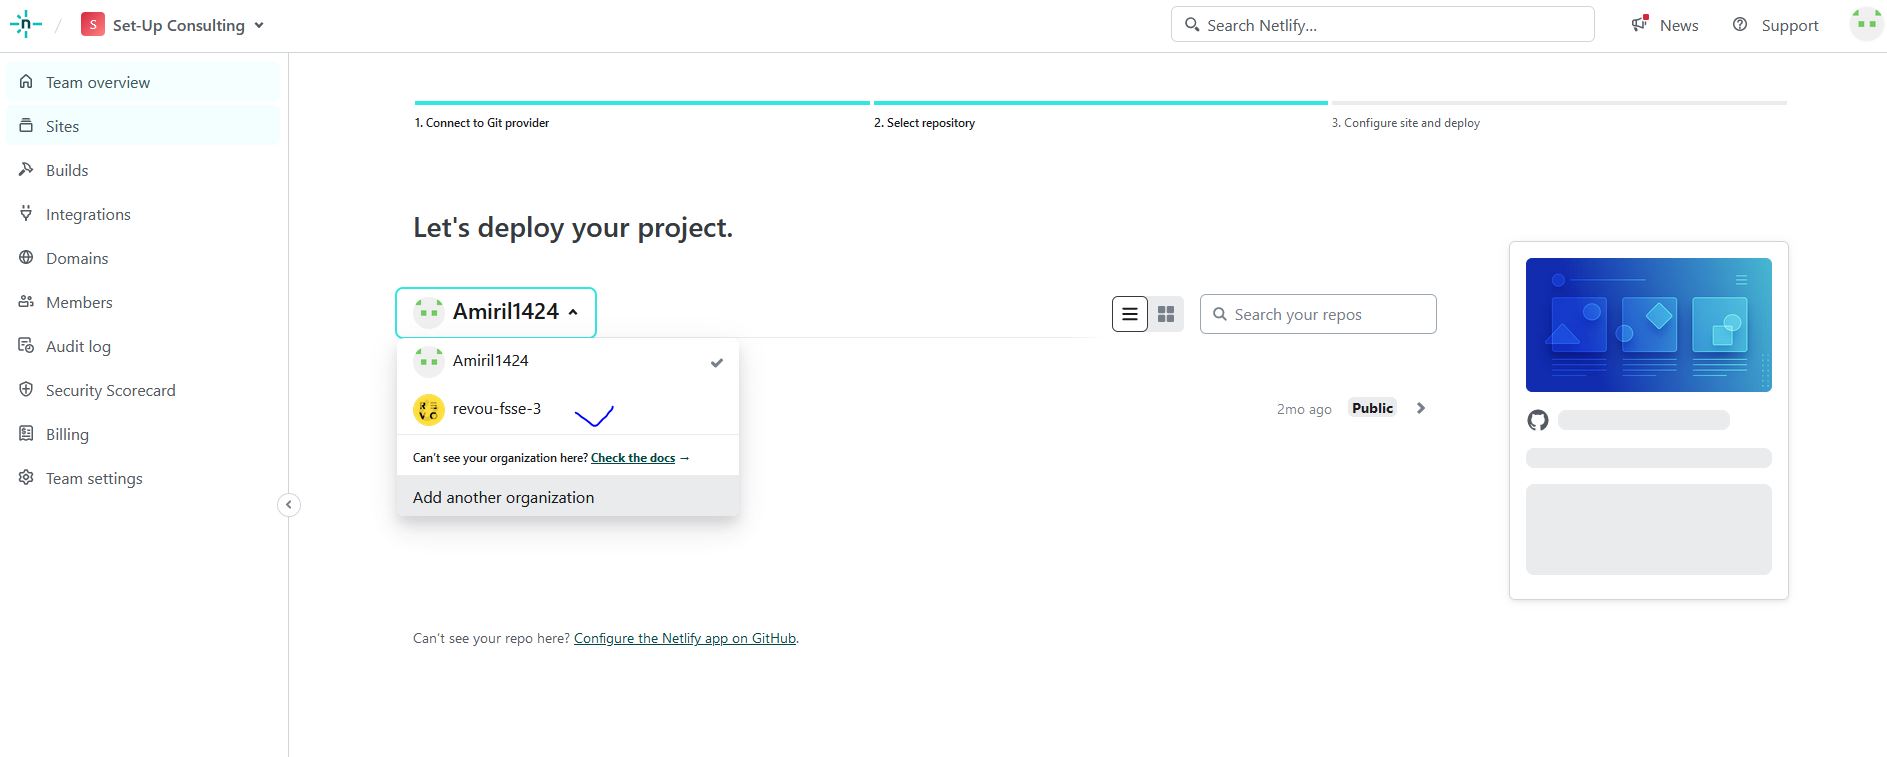 Set-Up Consulting
Search Netlify...
News
Support
Team overview
Sites
Builds
Integrations
Domains
Members
Audit log
Security Scorecard
Billing
Team settings
1. Connect to Git provider
2. Select repository
3. Configure site and deploy
Let's deploy your project.
Amiril1424
Search your repos
Amiril1424
revou-fsse-3
2mo ago
Public
Can't see your organization here? Check the docs →
Add another organization
Can't see your repo here? Configure the Netlify app on GitHub.